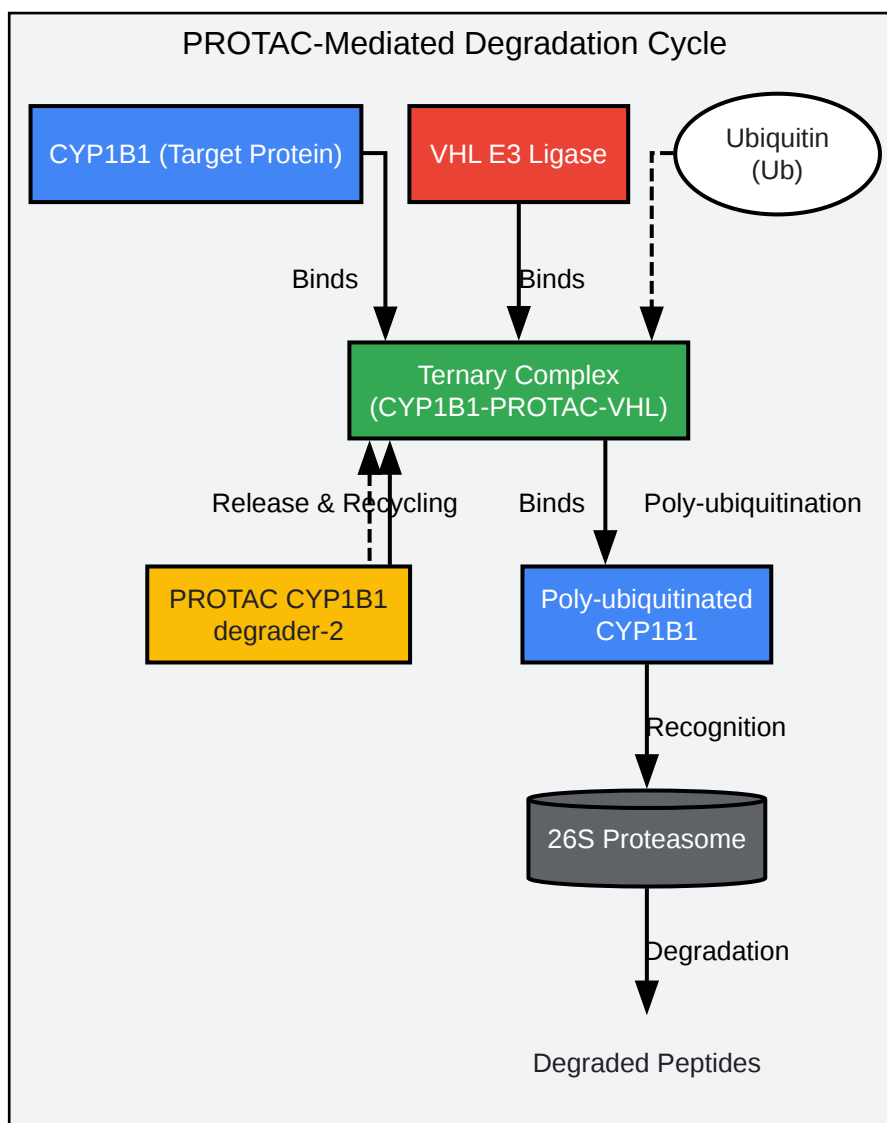 PROTAC-Mediated Degradation Cycle
CYP1B1 (Target Protein)
VHL E3 Ligase
Ubiquitin
(Ub)
Binds
Binds
Ternary Complex
(CYP1B1-PROTAC-VHL)
Release & Recycling
Binds
Poly-ubiquitination
PROTAC CYP1B1
degrader-2
Poly-ubiquitinated
CYP1B1
Recognition
26S Proteasome
Degradation
Degraded Peptides